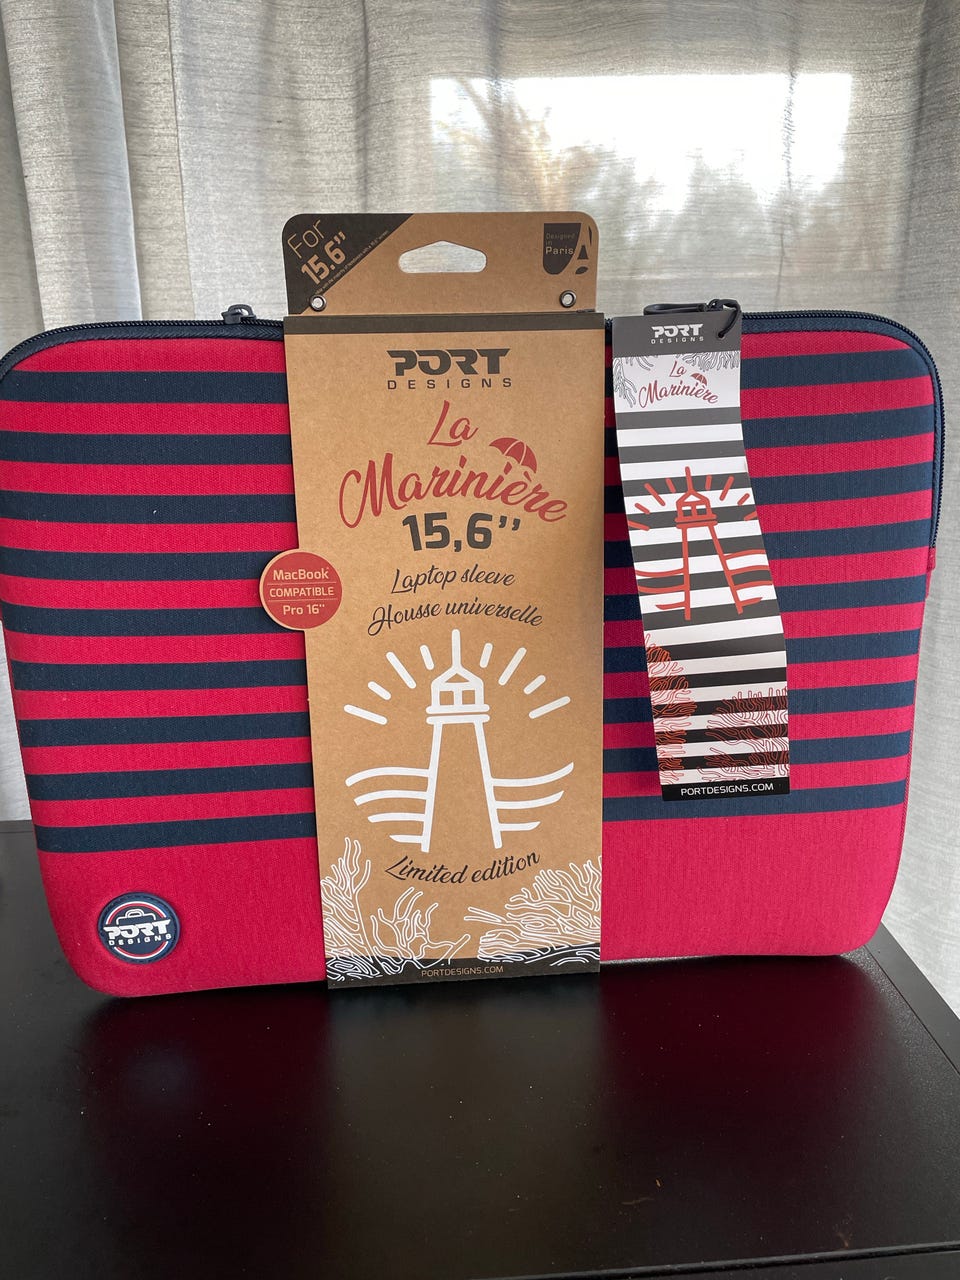 For
15.6"
Designed
in
Paris
PORT
DESIGNS
La
Marinière
15,6''
Laptop sleeve
Housse universelle
MacBook
COMPATIBLE
Pro 16"
Limited edition
PORTDESIGNS.COM
PORT
DESIGNS
La
Marinière
PORTDESIGNS.COM
PORT
DESIGNS